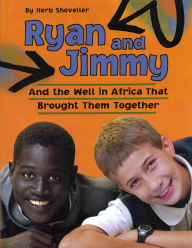 By Herb Shoveller
Ryan and
Jimmy
And the Well in Africa That
Brought Them Together